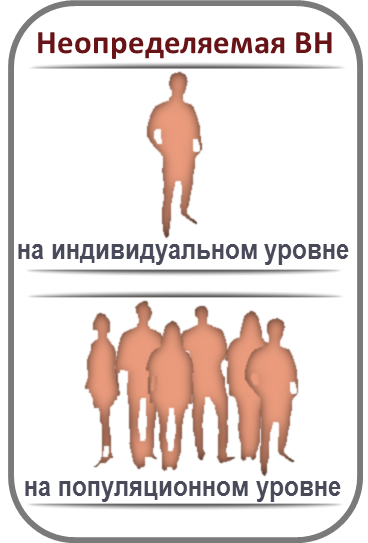 Неопределяемая ВН
на индивидуальном уровне
на популяционном уровне